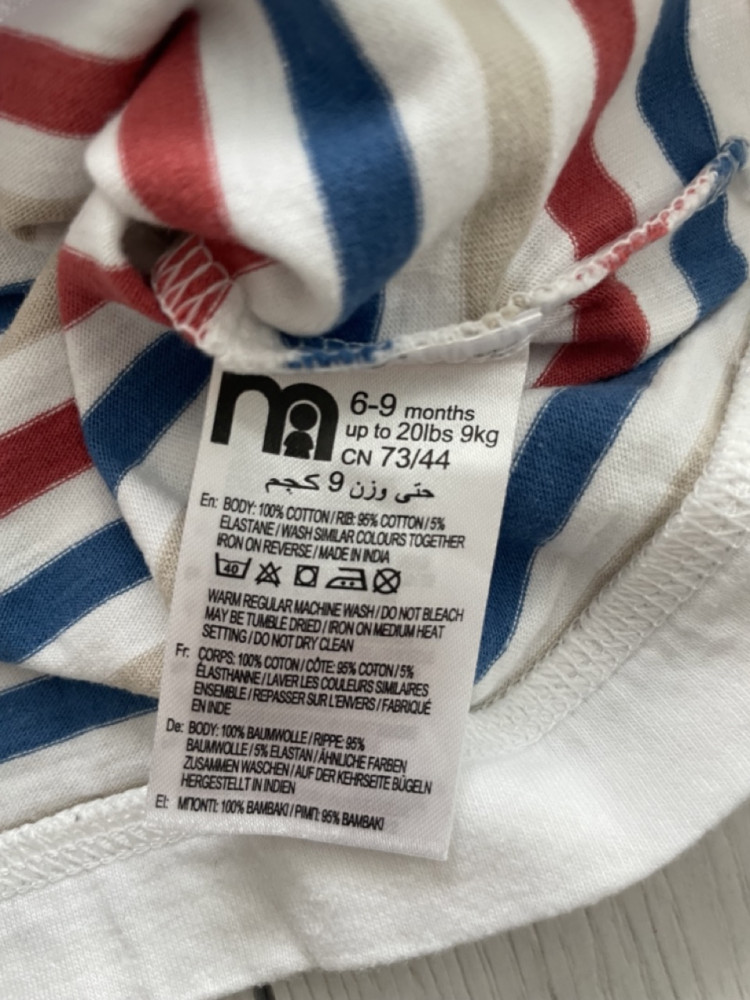 6-9 months
up to 20lbs 9kg
CN 73/44
حتى وزن 9 كجم
En: BODY: 100% COTTON / RIB: 95% COTTON / 5%
ELASTANE / WASH SIMILAR COLOURS TOGETHER
IRON ON REVERSE / MADE IN INDIA
40
WARM REGULAR MACHINE WASH / DO NOT BLEACH
MAY BE TUMBLE DRIED / IRON ON MEDIUM HEAT
SETTING / DO NOT DRY CLEAN
Fr: CORPS: 100% COTON / CÔTE: 95% COTON / 5%
ÉLASTHANNE / LAVER LES COULEURS SIMILAIRES
ENSEMBLE / REPASSER SUR L'ENVERS / FABRIQUÉ
EN INDE
De: BODY: 100% BAUMWOLLE / RIPPE: 95%
BAUMWOLLE / 5% ELASTAN / ÄHNLICHE FARBEN
ZUSAMMEN WASCHEN / AUF DER KEHRSEITE BÜGELN
HERGESTELLT IN INDIEN
El: ΜΠΟΝΤΙ: 100% ΒΑΜΒΑΚΙ / ΡΙΜΠ: 95% ΒΑΜΒΑΚΙ